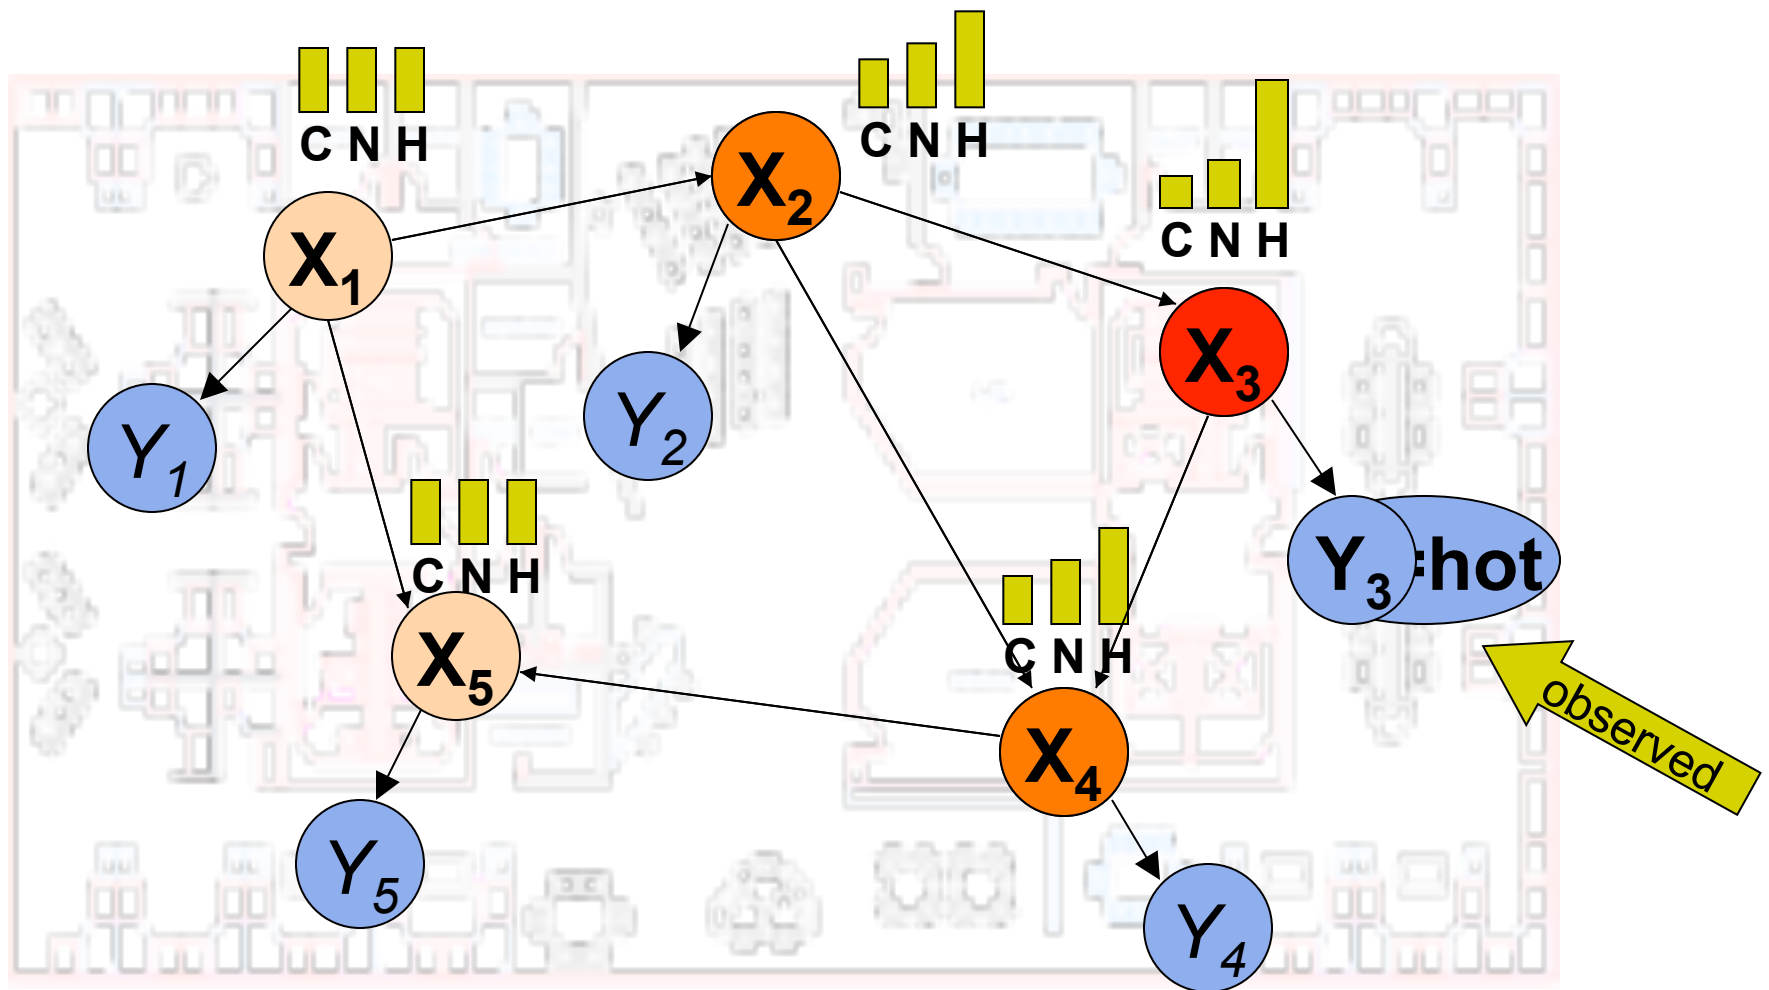 C N H
C N H
C N H
X2
X1
X3
Y1
Y2
C N H
Y3=hot
C N H
X5
observed
X4
Y5
Y4